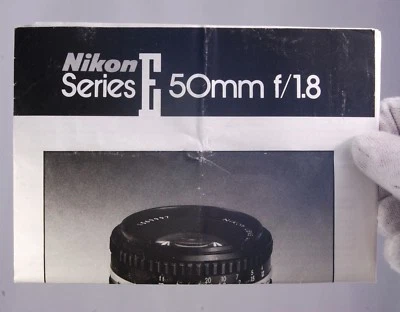 Nikon
Series E 50mm f/1.8